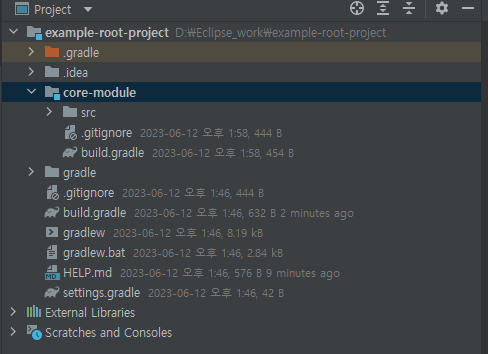 Project
example-root-project D:\Eclipse_work\example-root-project
.gradle
.idea
core-module
src
.gitignore 2023-06-12 오후 1:58, 444 B
build.gradle 2023-06-12 오후 1:58, 454 B
gradle
.gitignore 2023-06-12 오후 1:46, 444 B
build.gradle 2023-06-12 오후 1:46, 632 B 2 minutes ago
gradlew 2023-06-12 오후 1:46, 8.19 kB
gradlew.bat 2023-06-12 오후 1:46, 2.84 kB
MD HELP.md 2023-06-12 오후 1:46, 576 B 9 minutes ago
settings.gradle 2023-06-12 오후 1:46, 42 B
External Libraries
Scratches and Consoles